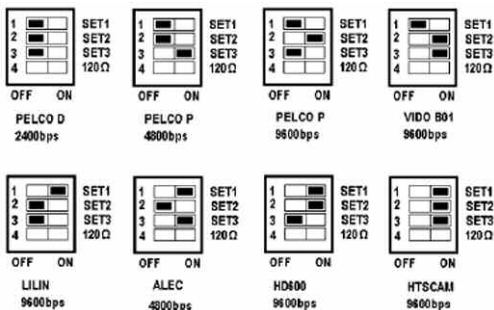 1 SET1
2 SET2
3 SET3
4 120Ω
OFF ON
PELCO D
2400bps
1 SET1
2 SET2
3 SET3
4 120Ω
OFF ON
PELCO P
4800bps
1 SET1
2 SET2
3 SET3
4 120Ω
OFF ON
PELCO P
9600bps
1 SET1
2 SET2
3 SET3
4 120Ω
OFF ON
VIDO B01
9600bps
1 SET1
2 SET2
3 SET3
4 120Ω
OFF ON
LILIN
9600bps
1 SET1
2 SET2
3 SET3
4 120Ω
OFF ON
ALEC
4800bps
1 SET1
2 SET2
3 SET3
4 120Ω
OFF ON
HD600
9600bps
1 SET1
2 SET2
3 SET3
4 120Ω
OFF ON
HTSCAM
9600bps